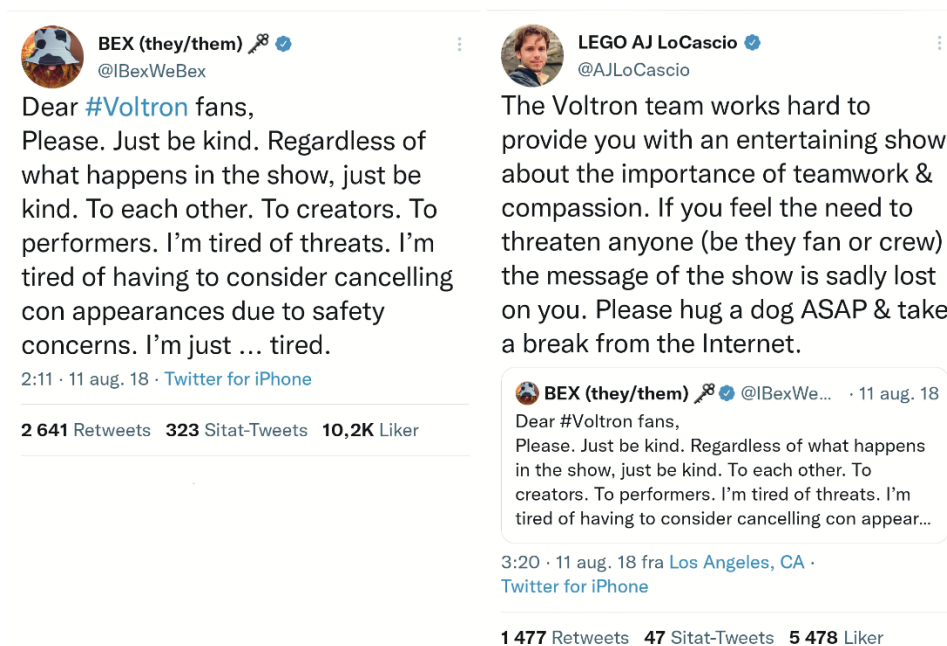 BEX (they/them)
@IBexWeBex
Dear #Voltron fans,
Please. Just be kind. Regardless of
what happens in the show, just be
kind. To each other. To creators. To
performers. I'm tired of threats. I'm
tired of having to consider cancelling
con appearances due to safety
concerns. I'm just ... tired.
2:11 · 11 aug. 18 · Twitter for iPhone
2 641 Retweets 323 Sitat-Tweets 10,2K Liker
LEGO AJ LoCascio
@AJLoCascio
The Voltron team works hard to
provide you with an entertaining show
about the importance of teamwork &
compassion. If you feel the need to
threaten anyone (be they fan or crew)
the message of the show is sadly lost
on you. Please hug a dog ASAP & take
a break from the Internet.
BEX (they/them) @IBexWe... · 11 aug. 18
Dear #Voltron fans,
Please. Just be kind. Regardless of what happens
in the show, just be kind. To each other. To
creators. To performers. I'm tired of threats. I'm
tired of having to consider cancelling con appear...
3:20 · 11 aug. 18 fra Los Angeles, CA ·
Twitter for iPhone
1 477 Retweets 47 Sitat-Tweets 5 478 Liker